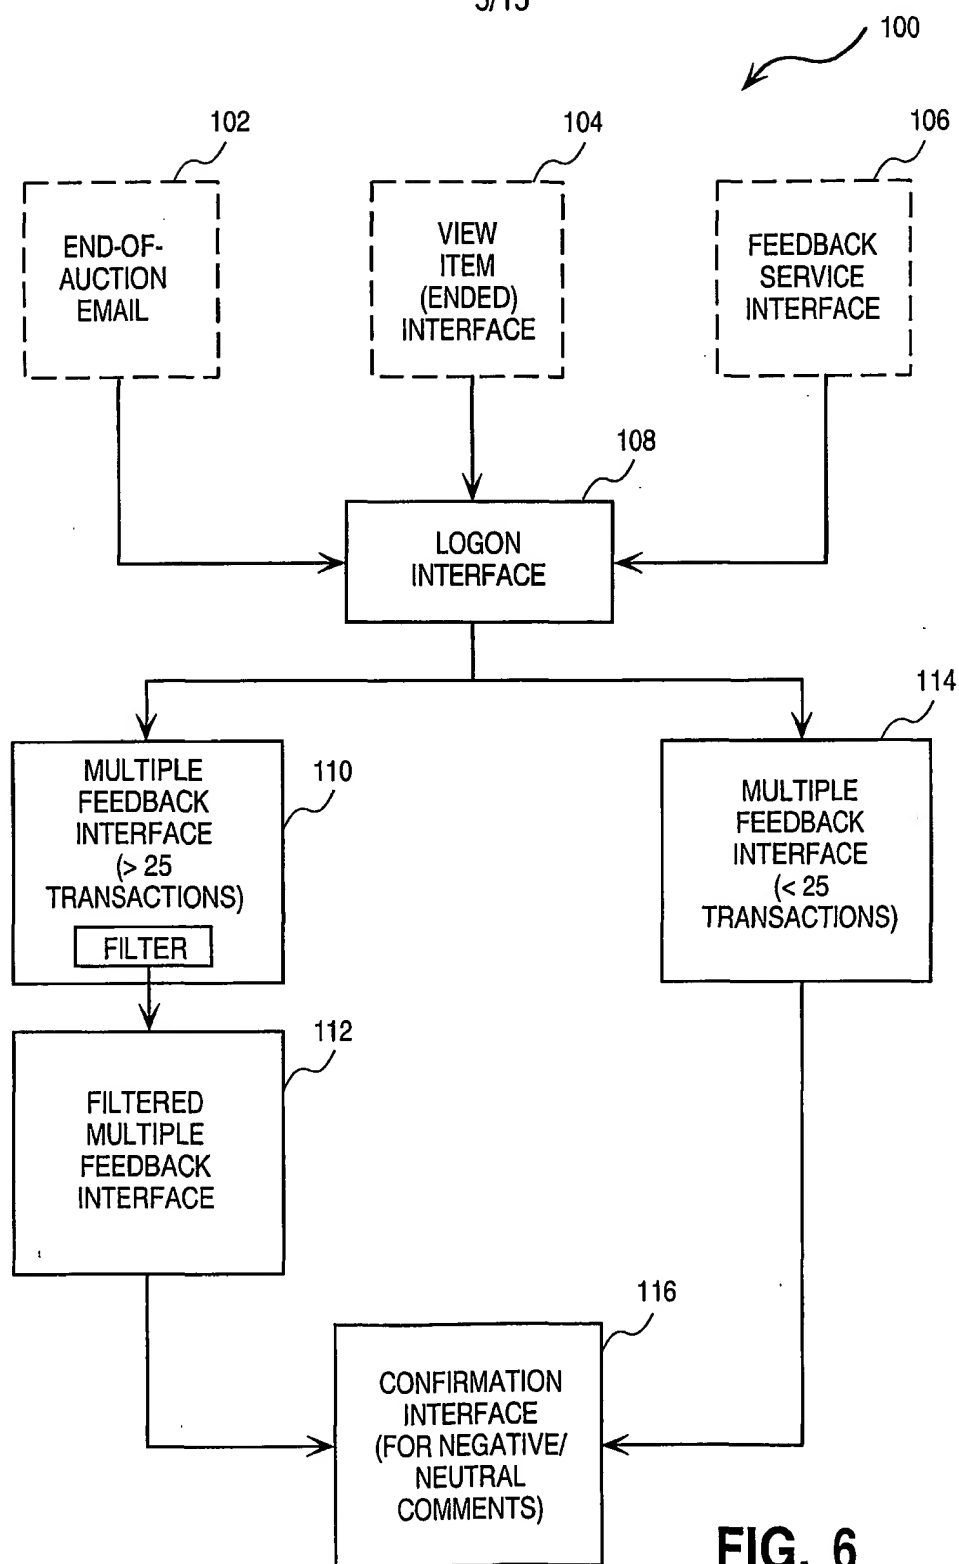 5/15
100
102
104
106
END-OF-
AUCTION
EMAIL
VIEW
ITEM
(ENDED)
INTERFACE
FEEDBACK
SERVICE
INTERFACE
108
LOGON
INTERFACE
114
110
MULTIPLE
FEEDBACK
INTERFACE
(> 25
TRANSACTIONS)
FILTER
MULTIPLE
FEEDBACK
INTERFACE
(< 25
TRANSACTIONS)
112
FILTERED
MULTIPLE
FEEDBACK
INTERFACE
116
CONFIRMATION
INTERFACE
(FOR NEGATIVE/
NEUTRAL
COMMENTS)
FIG. 6